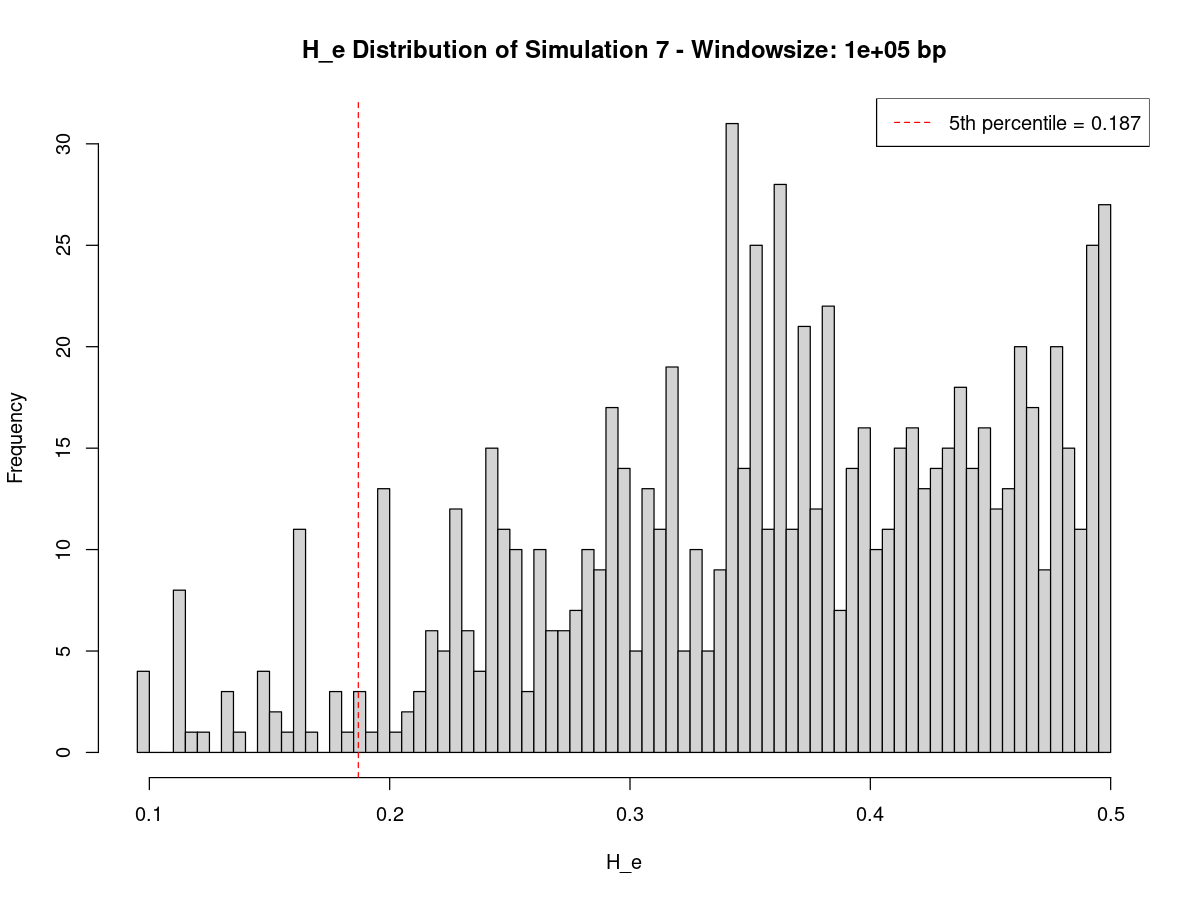 H_e Distribution of Simulation 7 - Windowsize: 1e+05 bp
5th percentile = 0.187
Frequency
30
25
20
15
10
5
0
0.1 0.2 0.3 0.4 0.5
H_e